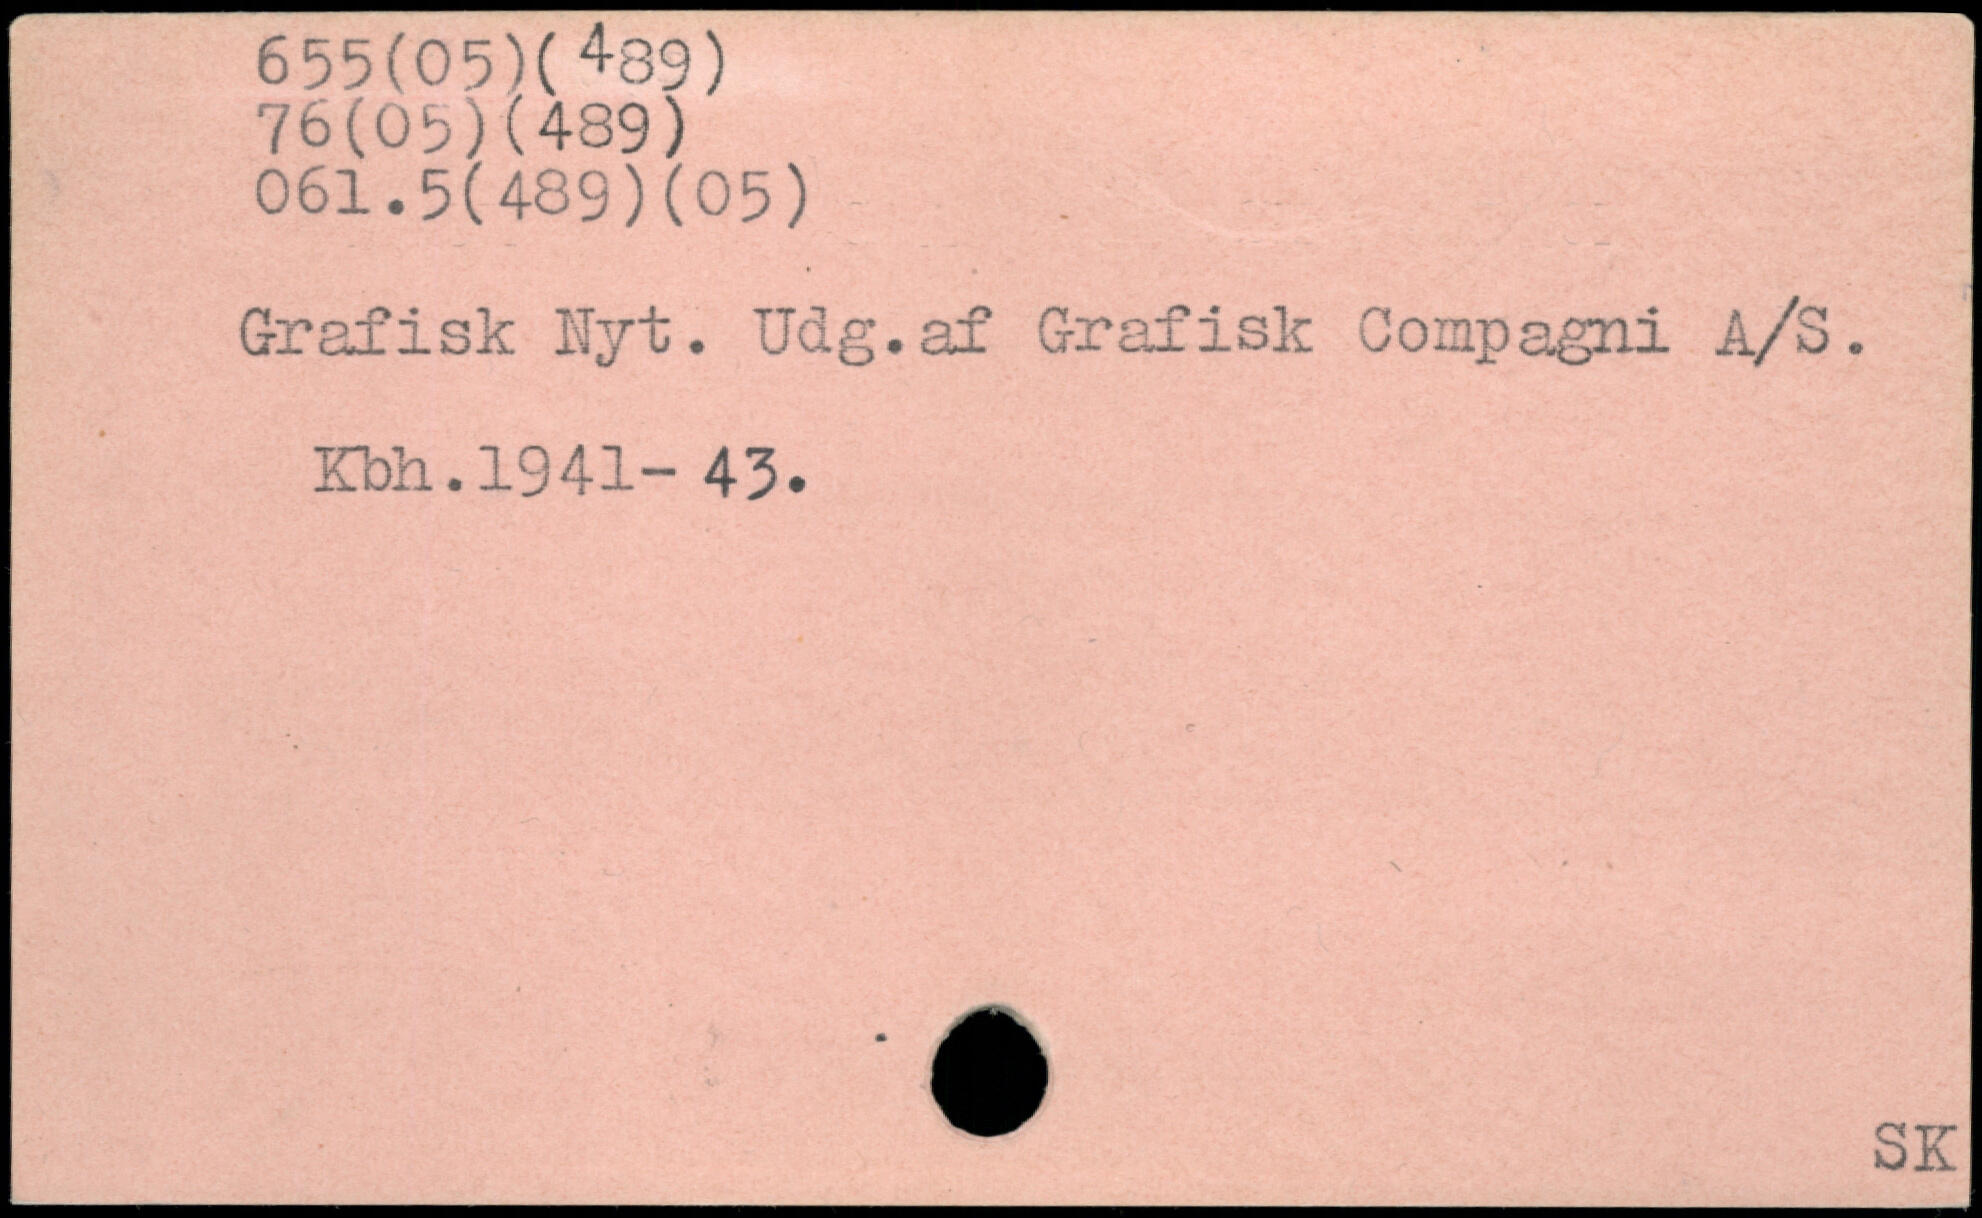 655(05)(489)
76(05)(489)
061.5(489)(05)
Grafisk Nyt. Udg.af Grafisk Compagni A/S.
Kbh.1941-43.
SK